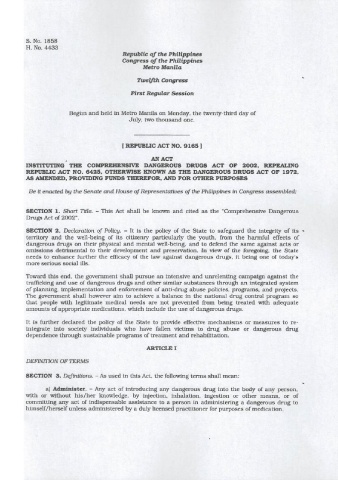 S. No. 1858
H. No. 4433
Republic of the Philippines
Congress of the Philippines
Metro Manila
Twelfth Congress
First Regular Session
Begun and held in Metro Manila on Monday, the twenty-third day of
July, two thousand one.
[ REPUBLIC ACT NO. 9165 ]
AN ACT
INSTITUTING THE COMPREHENSIVE DANGEROUS DRUGS ACT OF 2002, REPEALING
REPUBLIC ACT NO. 6425, OTHERWISE KNOWN AS THE DANGEROUS DRUGS ACT OF 1972,
AS AMENDED, PROVIDING FUNDS THEREFOR, AND FOR OTHER PURPOSES
Be it enacted by the Senate and House of Representatives of the Philippines in Congress assembled:
SECTION 1. Short Title. – This Act shall be known and cited as the "Comprehensive Dangerous
Drugs Act of 2002".
SECTION 2. Declaration of Policy. – It is the policy of the State to safeguard the integrity of its
territory and the well-being of its citizenry particularly the youth, from the harmful effects of
dangerous drugs on their physical and mental well-being, and to defend the same against acts or
omissions detrimental to their development and preservation. In view of the foregoing, the State
needs to enhance further the efficacy of the law against dangerous drugs, it being one of today's
more serious social ills.
Toward this end, the government shall pursue an intensive and unrelenting campaign against the
trafficking and use of dangerous drugs and other similar substances through an integrated system
of planning, implementation and enforcement of anti-drug abuse policies, programs, and projects.
The government shall however aim to achieve a balance in the national drug control program so
that people with legitimate medical needs are not prevented from being treated with adequate
amounts of appropriate medications, which include the use of dangerous drugs.
It is further declared the policy of the State to provide effective mechanisms or measures to re-
integrate into society individuals who have fallen victims to drug abuse or dangerous drug
dependence through sustainable programs of treatment and rehabilitation.
ARTICLE I
DEFINITION OF TERMS
SECTION 3. Definitions. – As used in this Act, the following terms shall mean:
a) Administer. – Any act of introducing any dangerous drug into the body of any person,
with or without his/her knowledge, by injection, inhalation, ingestion or other means, or of
committing any act of indispensable assistance to a person in administering a dangerous drug to
himself/herself unless administered by a duly licensed practitioner for purposes of medication.